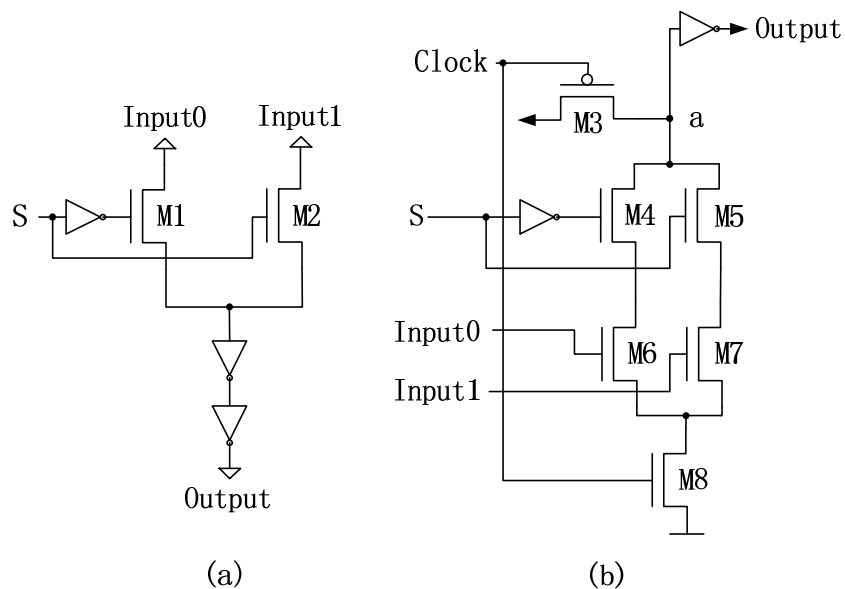 Input0
Input1
S
M1
M2
Output
(a)
Clock
Output
M3
a
S
M4
M5
Input0
M6
M7
Input1
M8
(b)